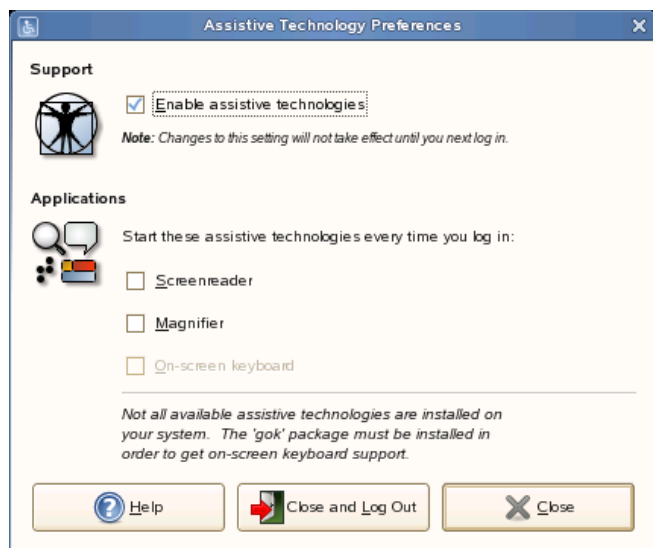 Assistive Technology Preferences
Support
Enable assistive technologies
Note: Changes to this setting will not take effect until you next log in.
Applications
Start these assistive technologies every time you log in:
Screenreader
Magnifier
On-screen keyboard
Not all available assistive technologies are installed on
your system. The 'gok' package must be installed in
order to get on-screen keyboard support.
Help
Close and Log Out
Close